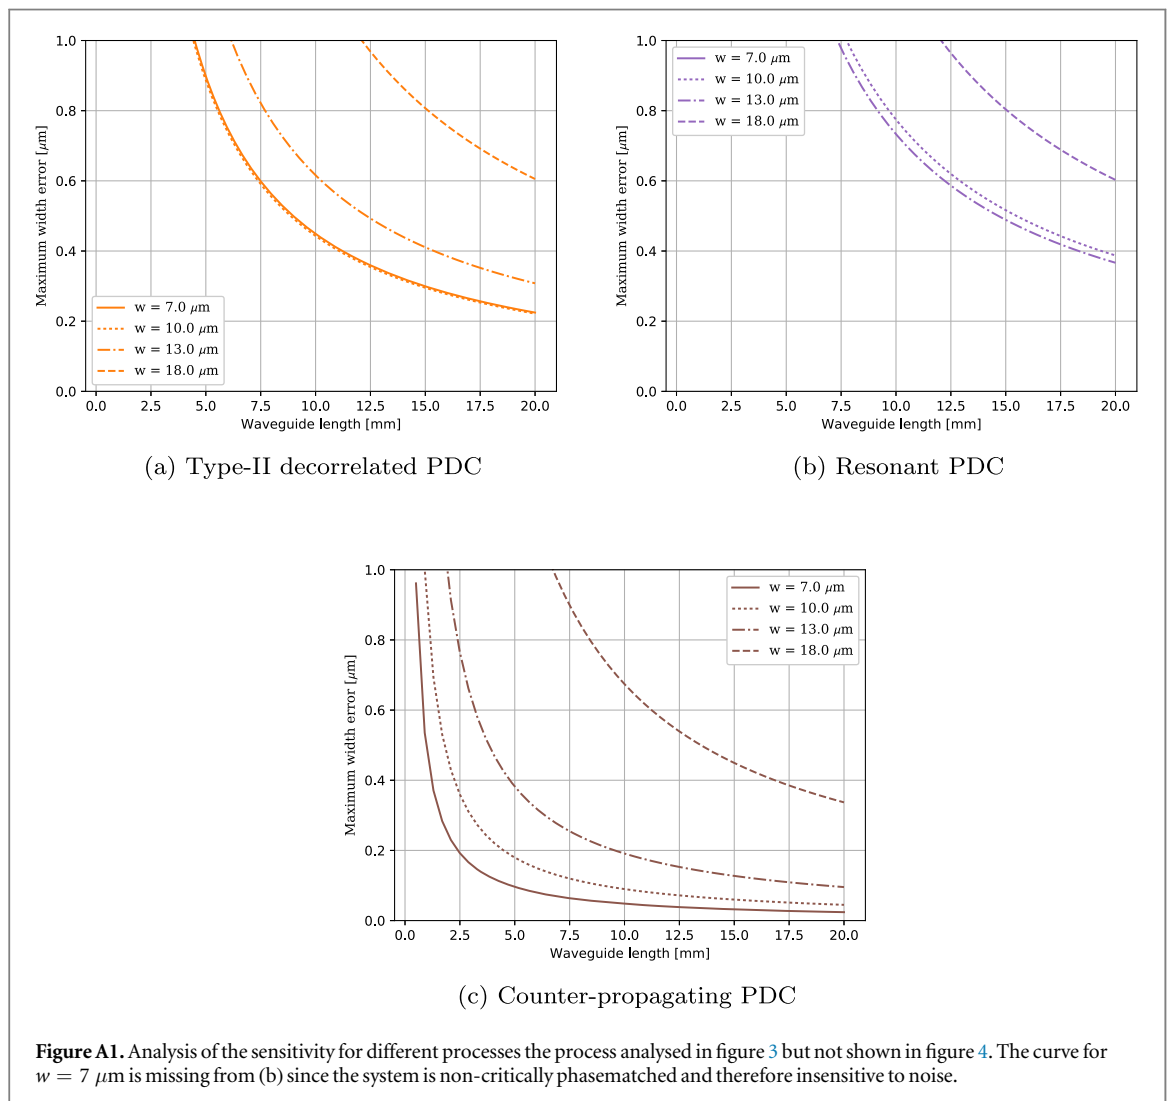 1.0
0.8
0.6
0.4
0.2
0.0
Maximum width error [μm]
w = 7.0 μm
w = 10.0 μm
w = 13.0 μm
w = 18.0 μm
0.0 2.5 5.0 7.5 10.0 12.5 15.0 17.5 20.0
Waveguide length [mm]
(a) Type-II decorrelated PDC
1.0
0.8
0.6
0.4
0.2
0.0
Maximum width error [μm]
w = 7.0 μm
w = 10.0 μm
w = 13.0 μm
w = 18.0 μm
0.0 2.5 5.0 7.5 10.0 12.5 15.0 17.5 20.0
Waveguide length [mm]
(b) Resonant PDC
1.0
0.8
0.6
0.4
0.2
0.0
Maximum width error [μm]
w = 7.0 μm
w = 10.0 μm
w = 13.0 μm
w = 18.0 μm
0.0 2.5 5.0 7.5 10.0 12.5 15.0 17.5 20.0
Waveguide length [mm]
(c) Counter-propagating PDC
Figure A1. Analysis of the sensitivity for different processes the process analysed in figure 3 but not shown in figure 4. The curve for
w = 7 μm is missing from (b) since the system is non-critically phasematched and therefore insensitive to noise.